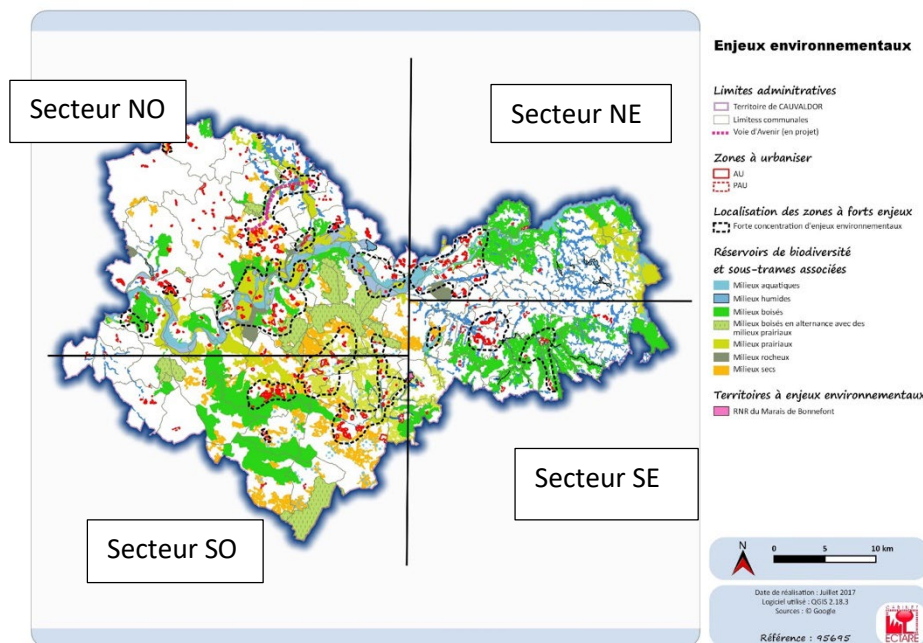 Secteur NO
Secteur NE
Secteur SO
Secteur SE
Enjeux environnementaux
Limites adminitratives
Territoire de CAUVALDOR
Limitess communales
Voie d'Avenir (en projet)
Zones à urbaniser
AU
PAU
Localisation des zones à forts enjeux
Forte concentration d'enjeux environnementaux
Réservoirs de biodiversité
et sous-trames associées
Milieux aquatiques
Milieux humides
Milieux boisés
Milieux boisés en alternance avec des
milieux prairiaux
Milieux prairiaux
Milieux rocheux
Milieux secs
Territoires à enjeux environnementaux
RNR du Marais de Bonnefont
N
0 5 10 km
Date de réalisation : Juillet 2017
Logiciel utilisé : QGIS 2.18.3
Sources : © Google
Référence : 95695
CABINET
ECTARE